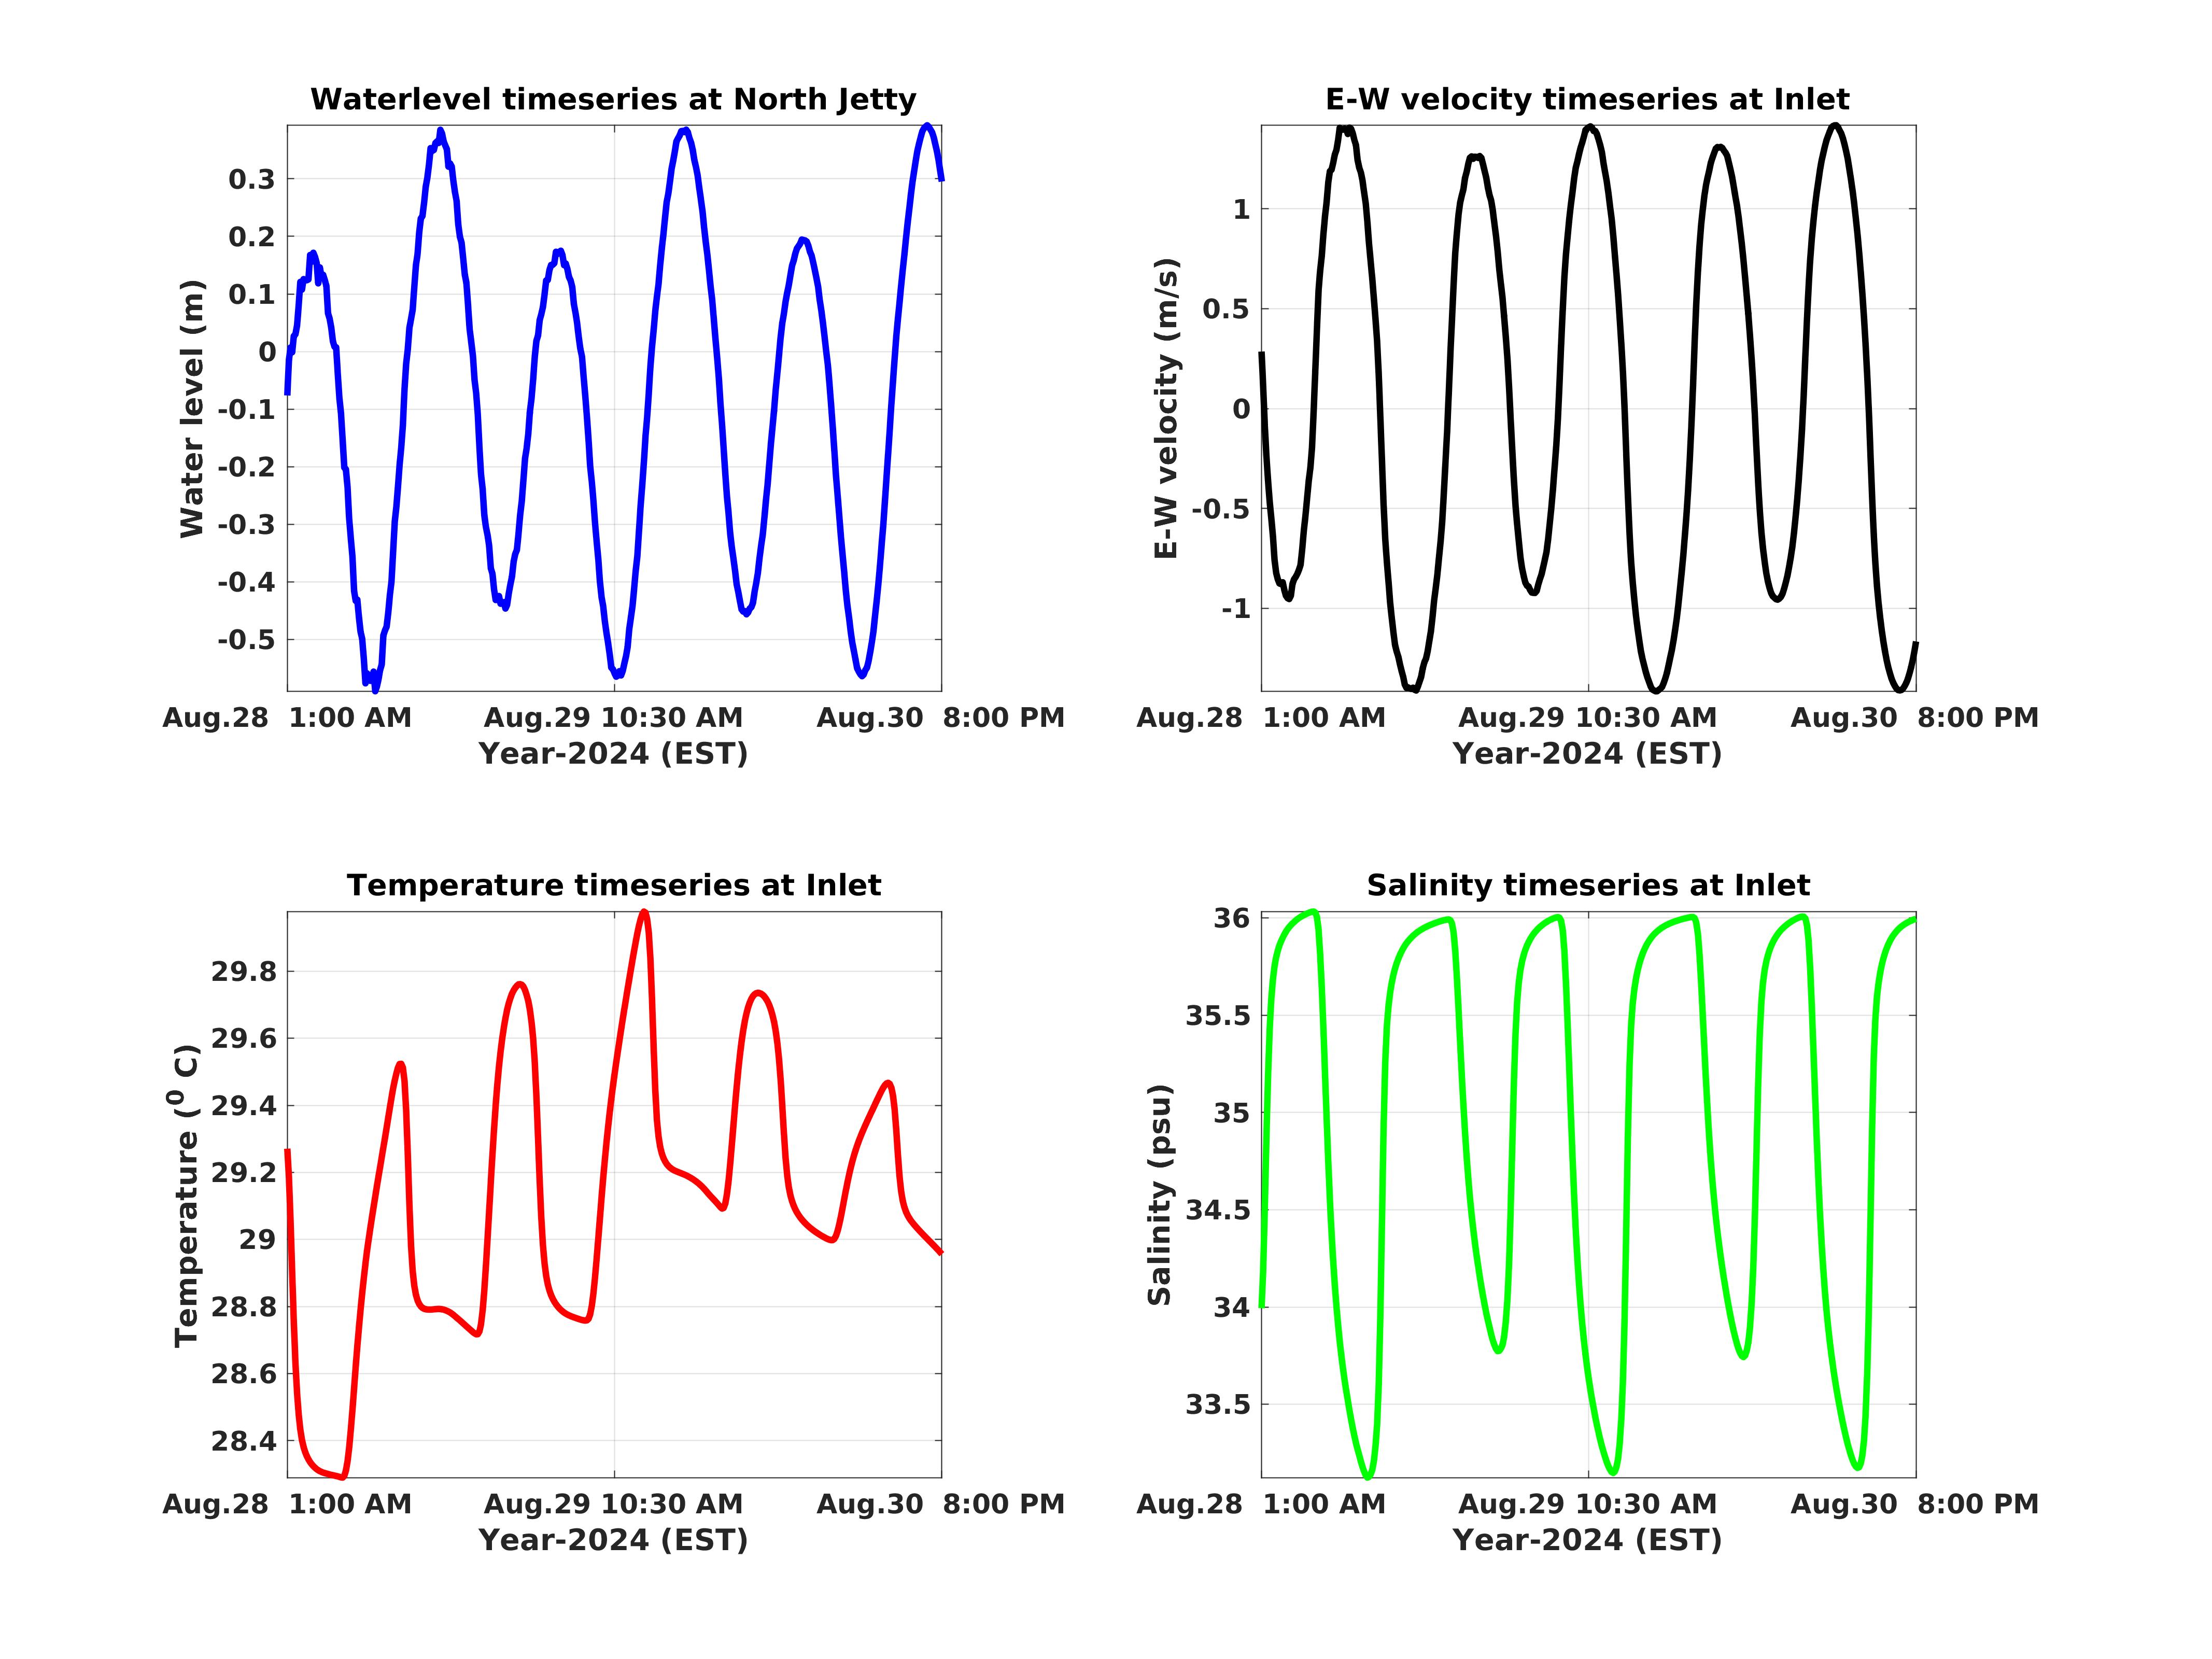 Waterlevel timeseries at North Jetty
0.3
0.2
0.1
0
-0.1
-0.2
-0.3
-0.4
-0.5
Water level (m)
Aug.28 1:00 AM Aug.29 10:30 AM Aug.30 8:00 PM
Year-2024 (EST)
E-W velocity timeseries at Inlet
1
0.5
0
-0.5
-1
E-W velocity (m/s)
Aug.28 1:00 AM Aug.29 10:30 AM Aug.30 8:00 PM
Year-2024 (EST)
Temperature timeseries at Inlet
29.8
29.6
29.4
29.2
29
28.8
28.6
28.4
Temperature (⁰ C)
Aug.28 1:00 AM Aug.29 10:30 AM Aug.30 8:00 PM
Year-2024 (EST)
Salinity timeseries at Inlet
36
35.5
35
34.5
34
33.5
Salinity (psu)
Aug.28 1:00 AM Aug.29 10:30 AM Aug.30 8:00 PM
Year-2024 (EST)